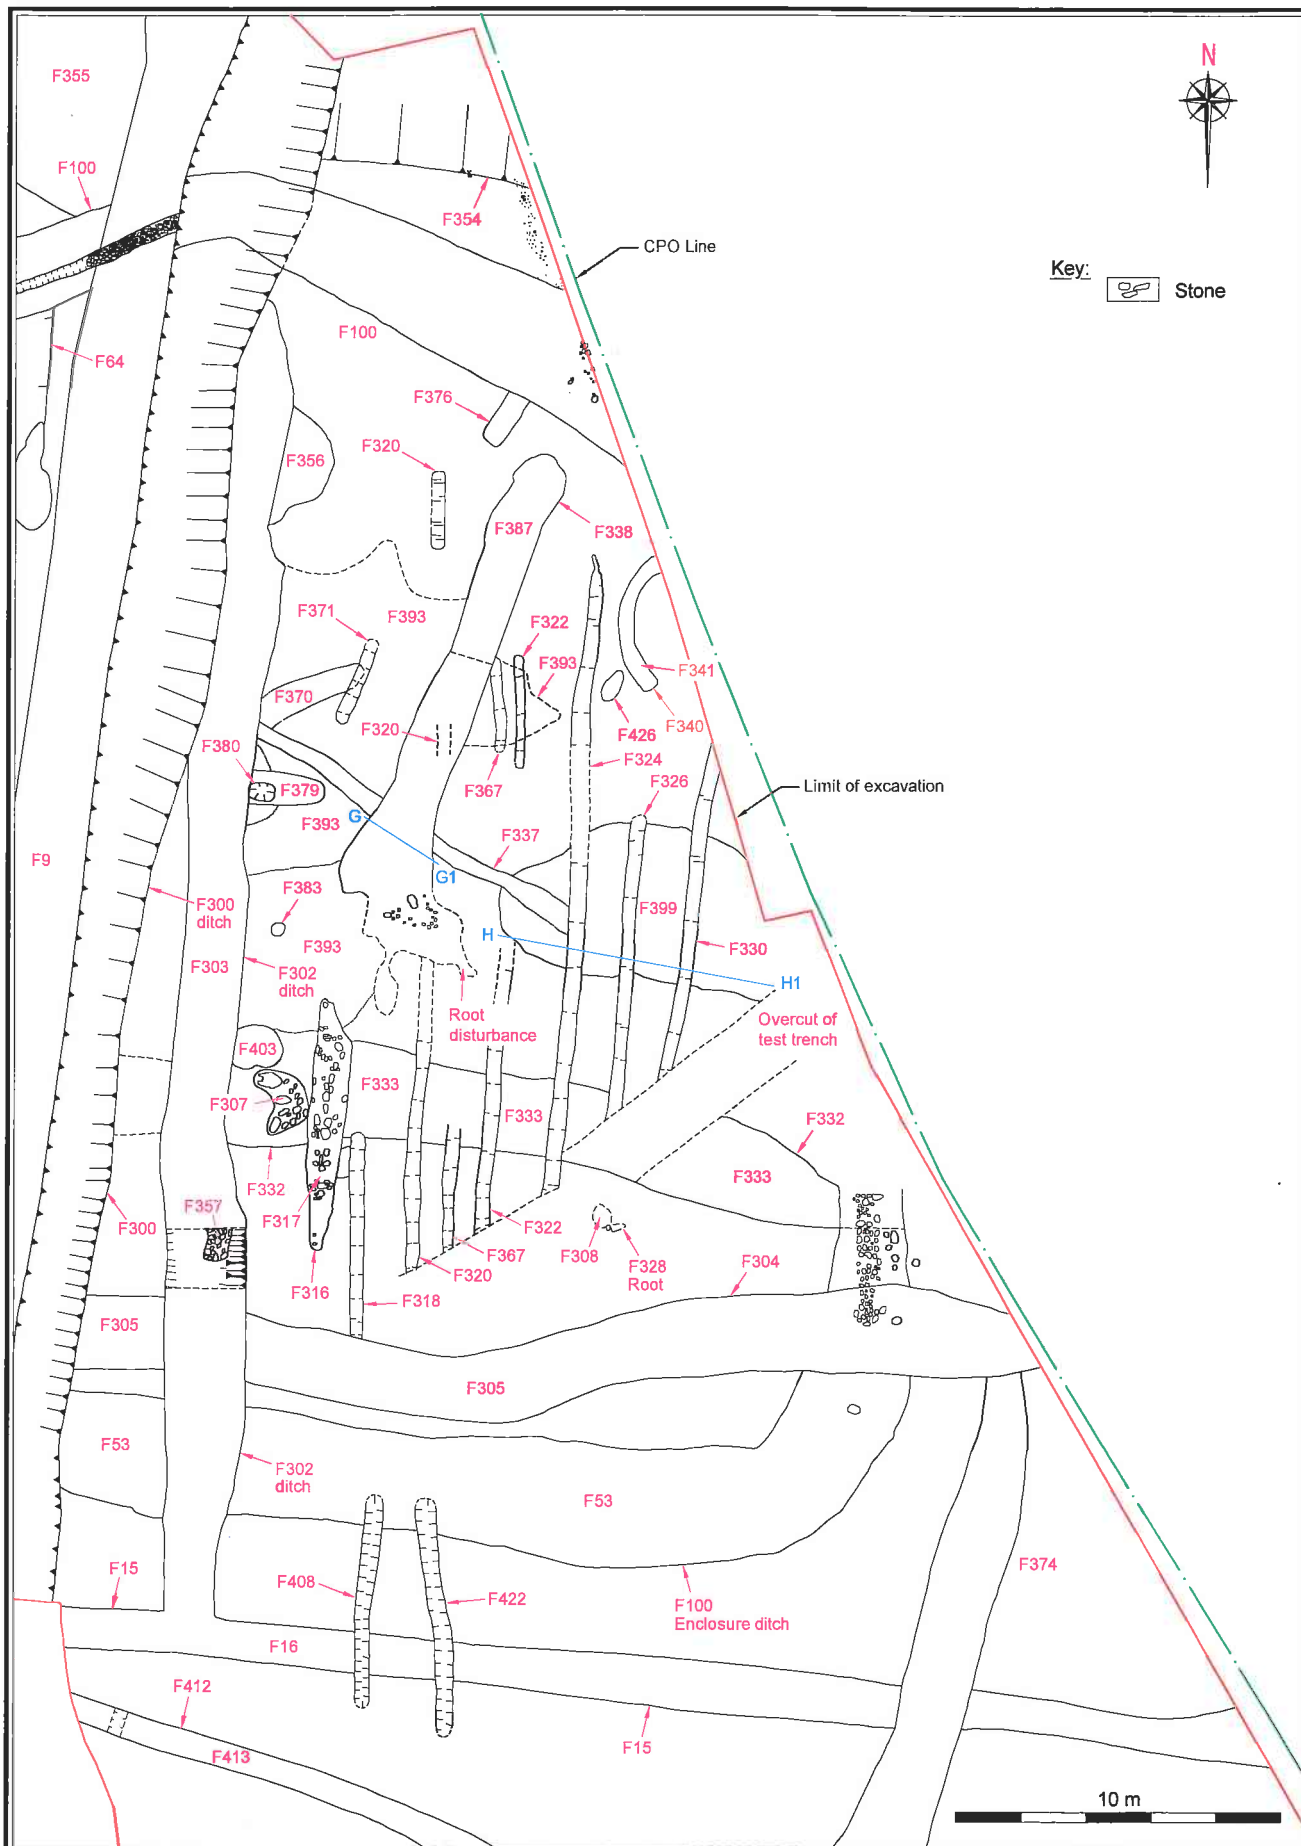 N
F355
F100
F354
CPO Line
Key:
Stone
F100
F64
F376
F320
F356
F387
F338
F371
F393
F322
F393
F341
F370
F340
F320
F426
F380
F324
F379
F367
F326
Limit of excavation
G
F393
F337
F9
G1
F383
F300
ditch
F399
H
F330
F303
F393
F302
ditch
H1
Root
disturbance
Overcut of
test trench
F403
F333
F307
F333
F332
F333
F332
F357
F317
F300
F322
F308
F367
F328
Root
F304
F320
F316
F318
F305
F305
F53
F302
ditch
F53
F15
F408
F422
F100
Enclosure ditch
F374
F16
F412
F15
F413
10 m